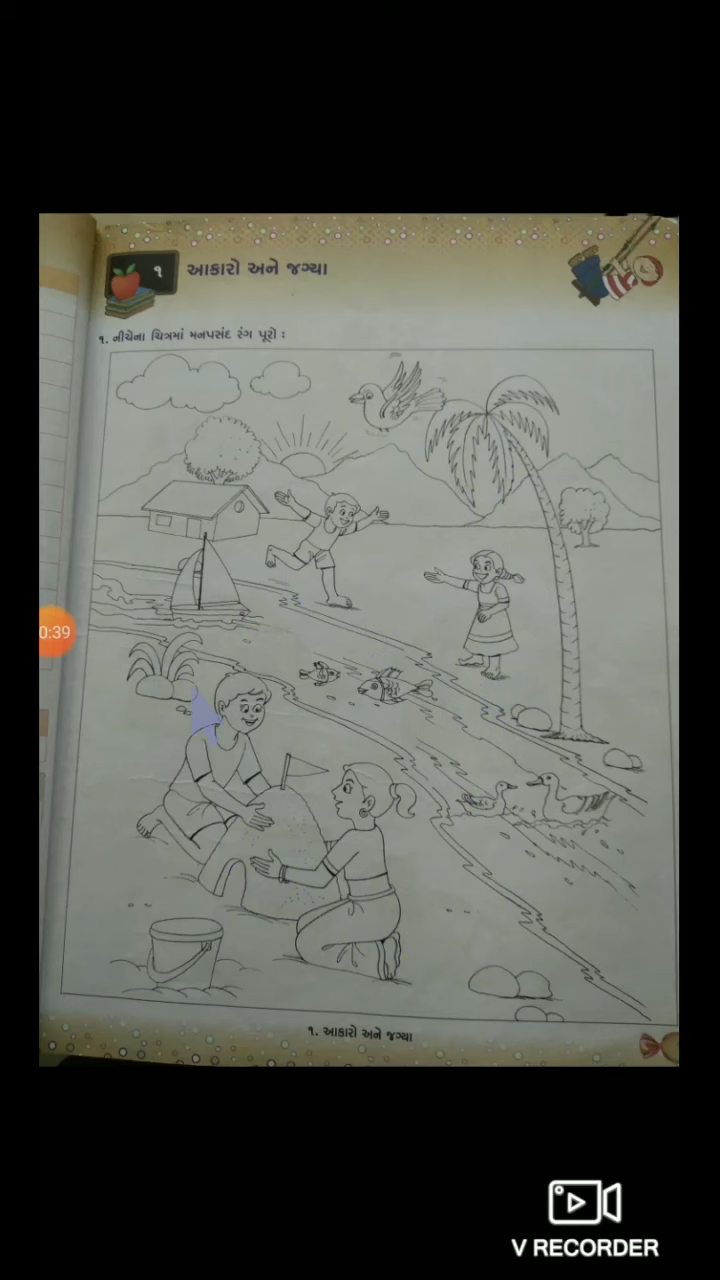 ૧ આકારો અને જગ્યા
૧. નીચેના ચિત્રમાં મનપસંદ રંગ પૂરો :
0:39
૧. આકારો અને જગ્યા
V RECORDER